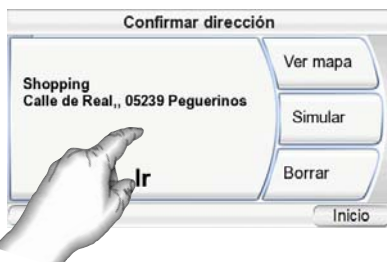 Confirmar dirección
Shopping
Calle de Real,, 05239 Peguerinos
Ir
Ver mapa
Simular
Borrar
Inicio